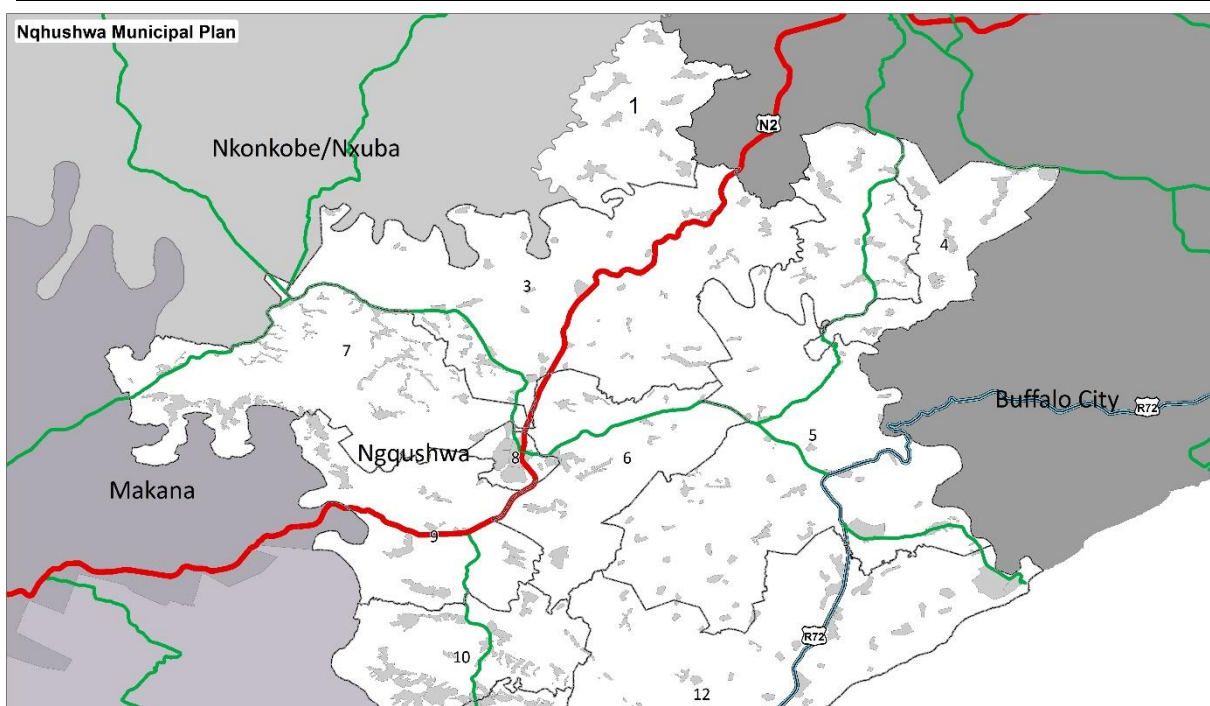 Nqhushwa Municipal Plan
1
N2
Nkonkobe/Nxuba
4
3
7
Buffalo City
R72
5
Ngqushwa
8
6
Makana
9
R72
10
12